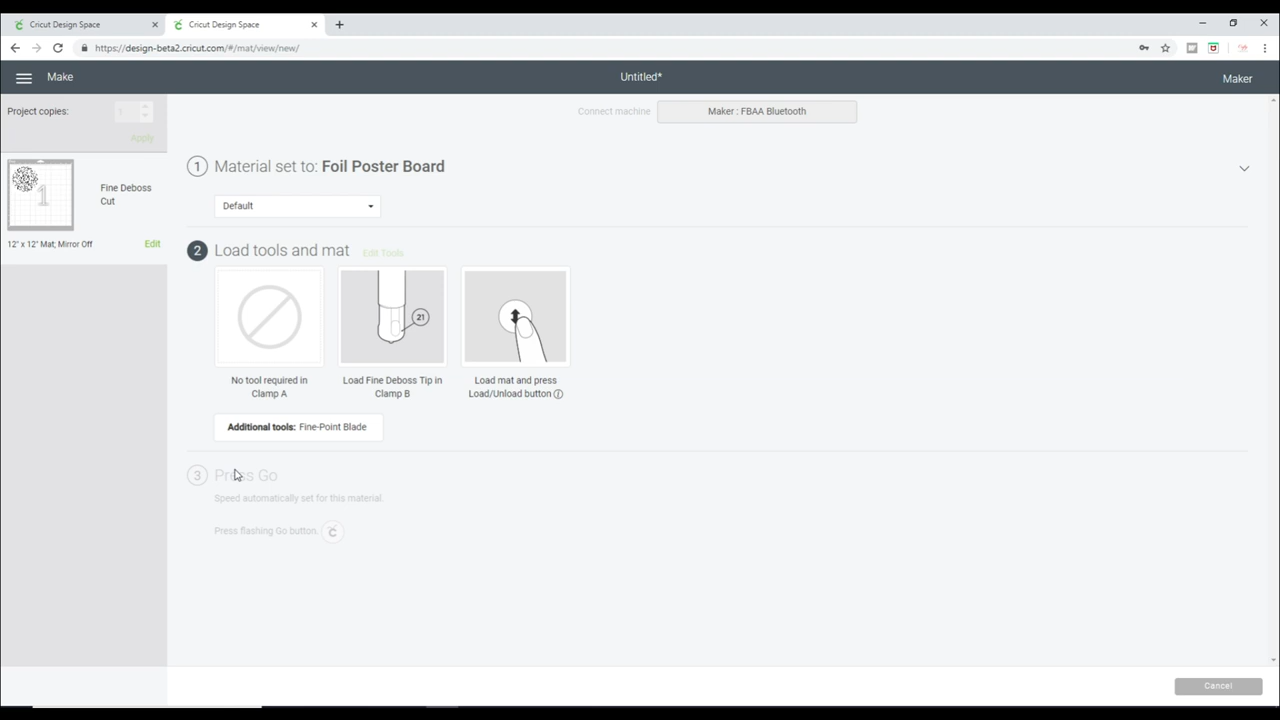 Cricut Design Space
Cricut Design Space
https://design-beta2.cricut.com/#/mat/view/new/
Make
Untitled*
Maker
Project copies:
1
Apply
Connect machine
Maker : FBAA Bluetooth
1
Material set to: Foil Poster Board
Default
1
Fine Deboss
Cut
12" x 12" Mat; Mirror Off
Edit
2
Load tools and mat
Edit Tools
21
No tool required in
Clamp A
Load Fine Deboss Tip in
Clamp B
Load mat and press
Load/Unload button
Additional tools: Fine-Point Blade
3
Press Go
Speed automatically set for this material.
Press flashing Go button.
Cancel